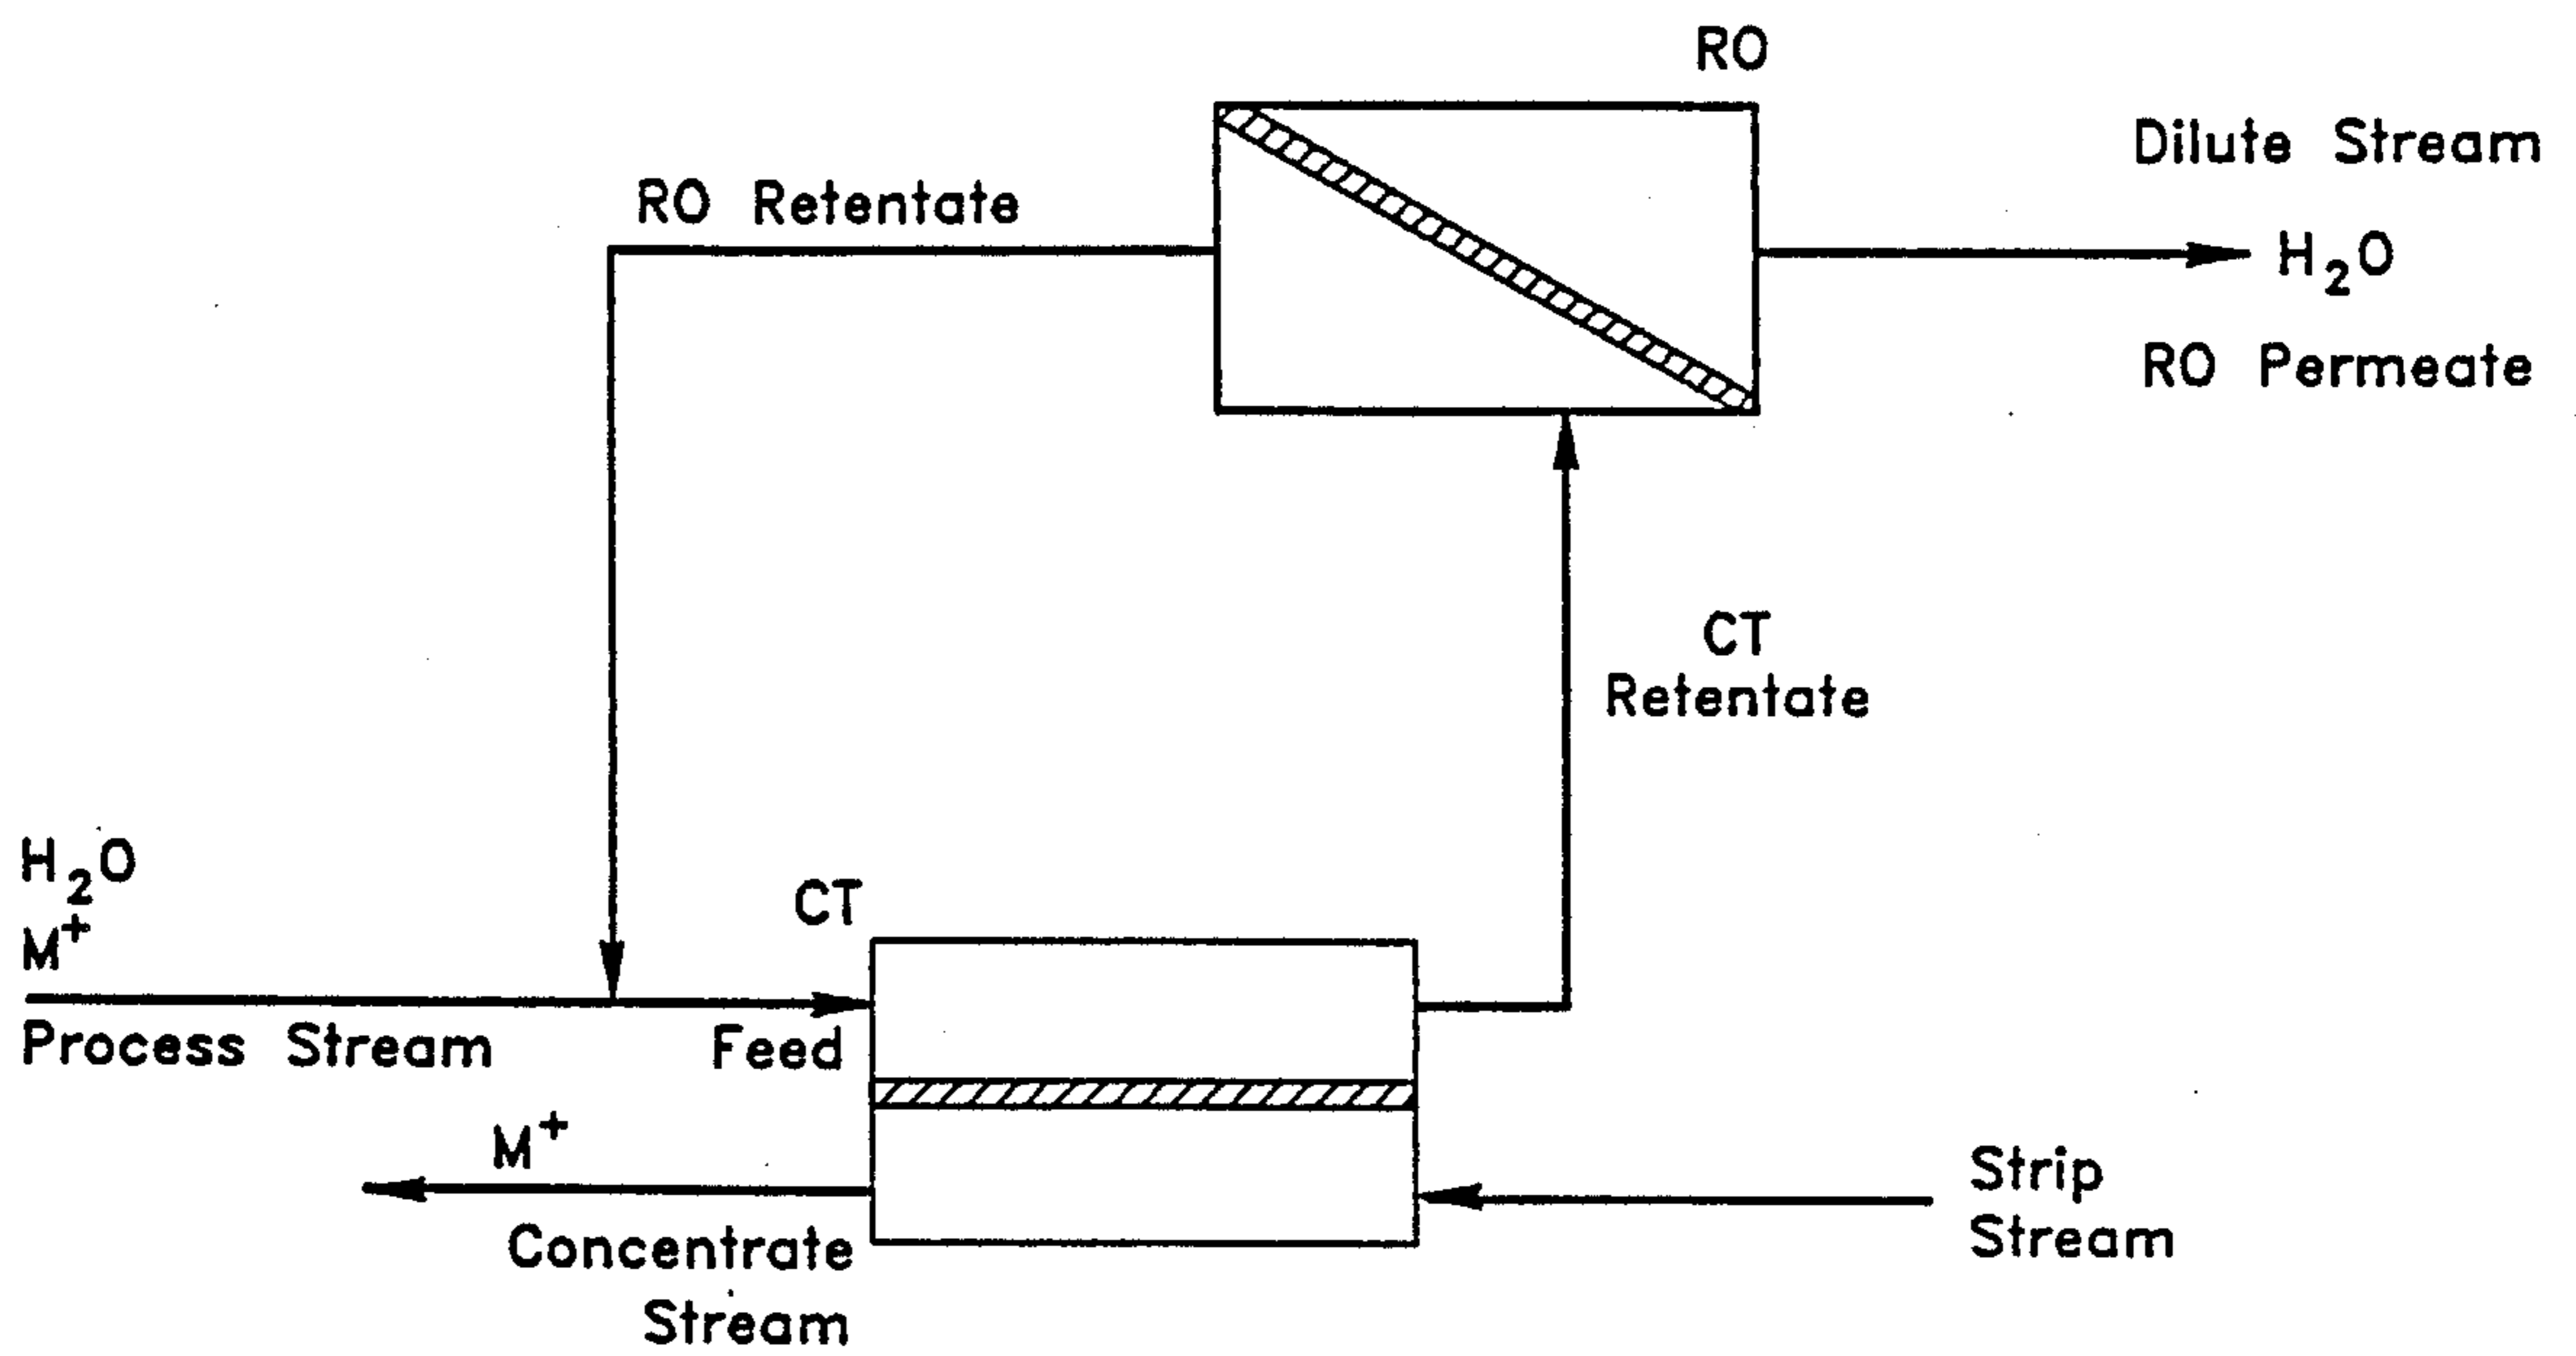 RO
Dilute Stream
RO Retentate
H₂O
RO Permeate
CT
Retentate
H₂O
CT
M⁺
Process Stream
Feed
M⁺
Strip
Stream
Concentrate
Stream